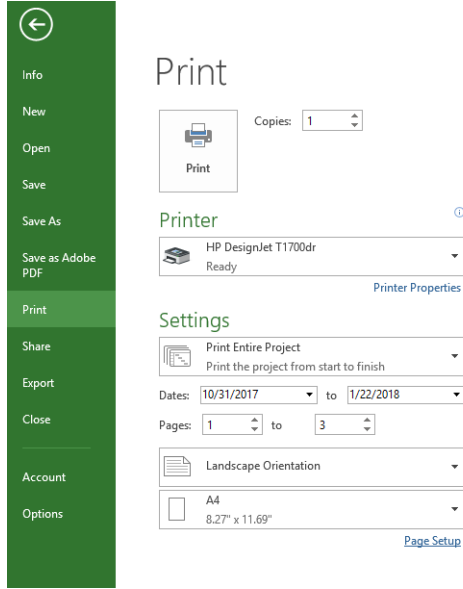 Info
New
Open
Save
Save As
Save as Adobe
PDF
Print
Share
Export
Close
Account
Options
Print
Copies: 1
Print
Printer
HP DesignJet T1700dr
Ready
Printer Properties
Settings
Print Entire Project
Print the project from start to finish
Dates: 10/31/2017 to 1/22/2018
Pages: 1 to 3
Landscape Orientation
A4
8.27" x 11.69"
Page Setup